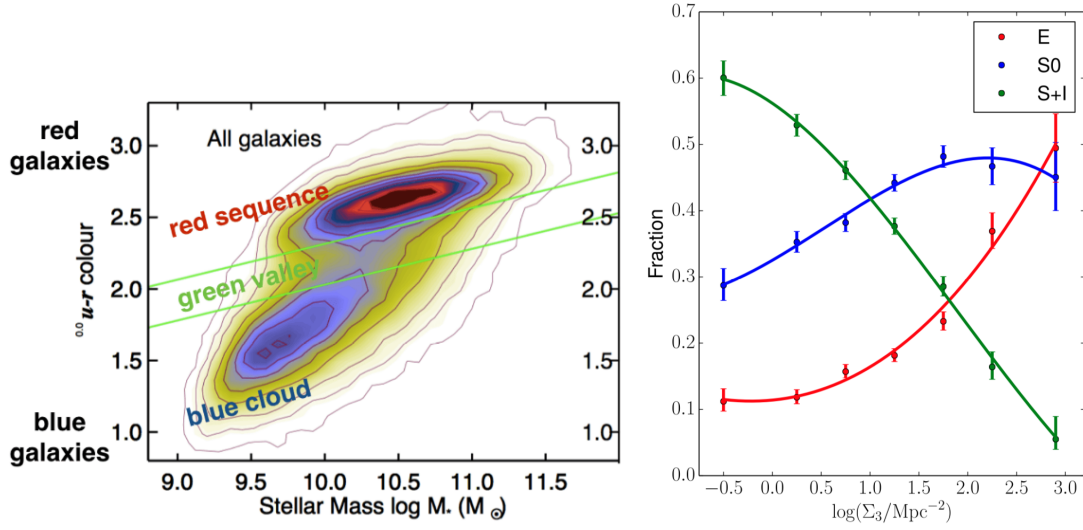 red
galaxies
blue
galaxies
All galaxies
red sequence
green valley
blue cloud
0.0 u-r colour
3.0
2.5
2.0
1.5
1.0
3.0
2.5
2.0
1.5
1.0
9.0 9.5 10.0 10.5 11.0 11.5
Stellar Mass log M* (M⊙)
E
S0
S+I
Fraction
0.7
0.6
0.5
0.4
0.3
0.2
0.1
0.0
−0.5 0.0 0.5 1.0 1.5 2.0 2.5 3.0
log(Σ3/Mpc−2)